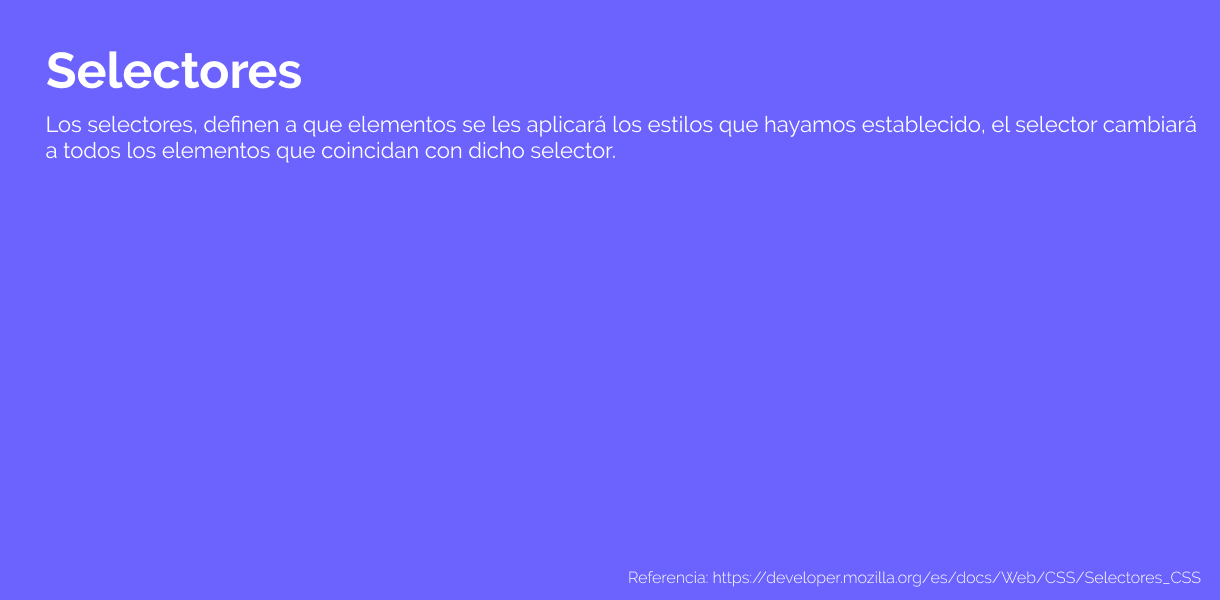 Selectores
Los selectores, definen a que elementos se les aplicará los estilos que hayamos establecido, el selector cambiará
a todos los elementos que coincidan con dicho selector.
Referencia: https://developer.mozilla.org/es/docs/Web/CSS/Selectores_CSS